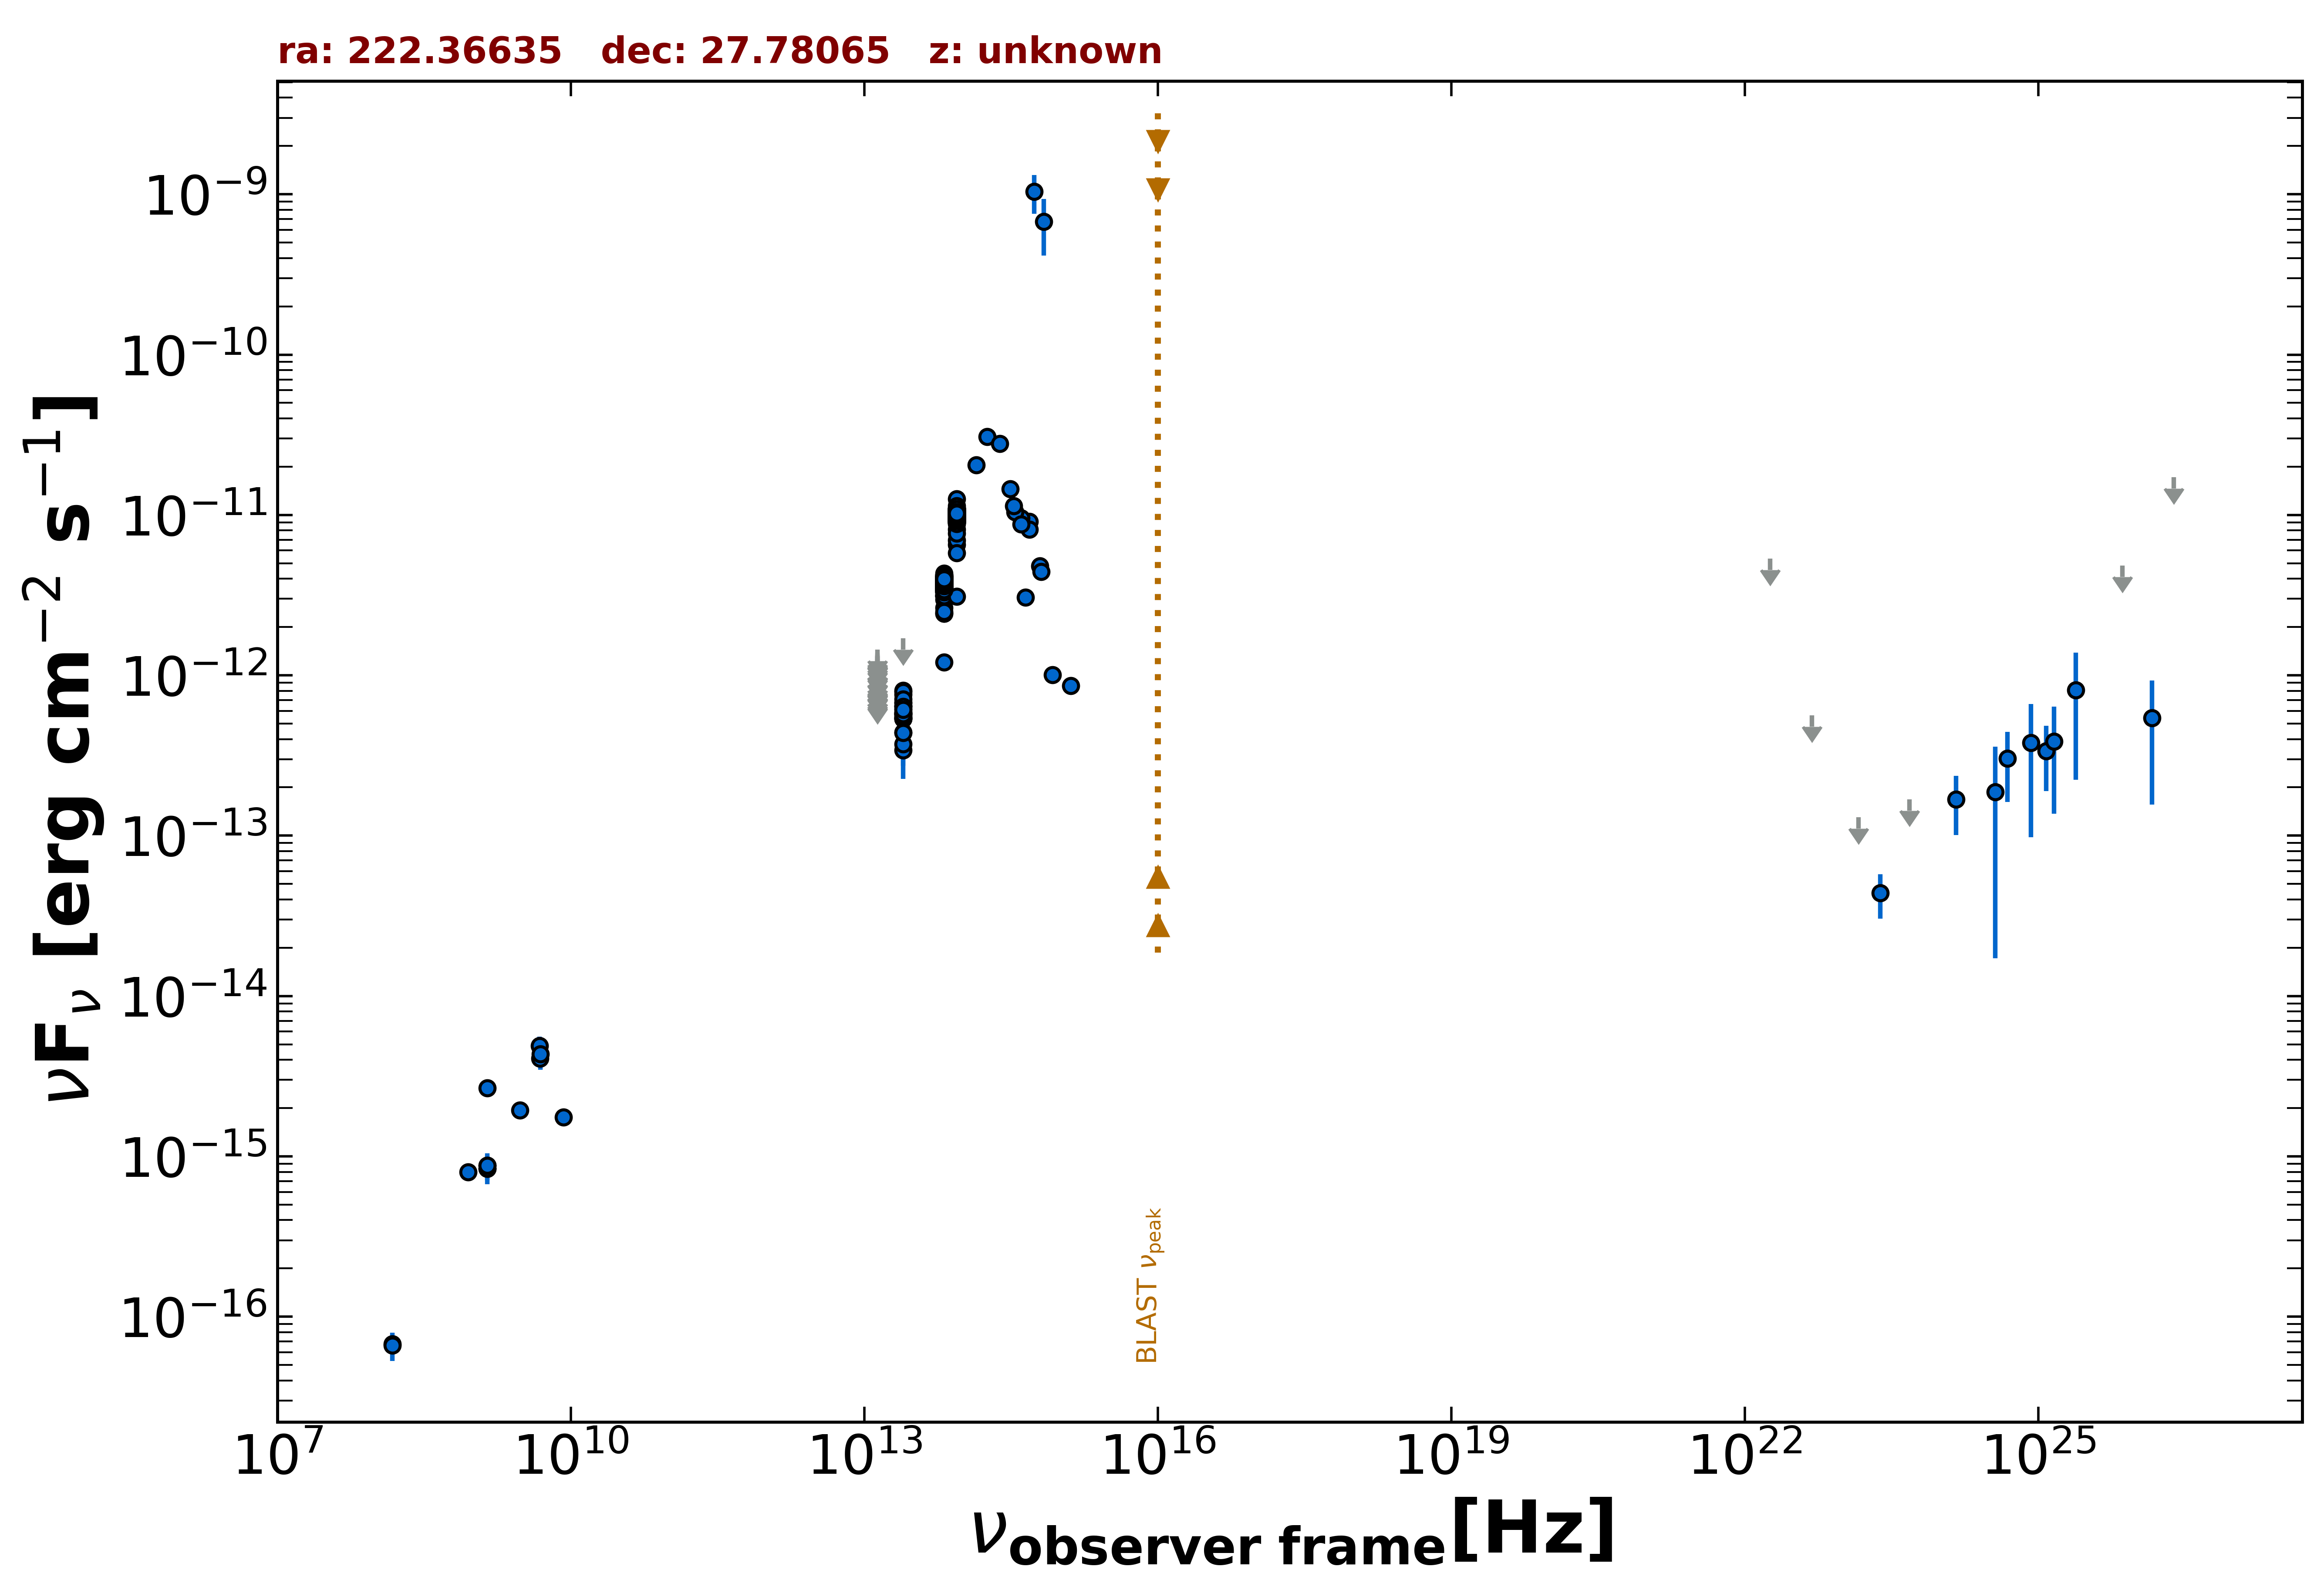 ra: 222.36635   dec: 27.78065   z: unknown
10⁻⁹
10⁻¹⁰
10⁻¹¹
10⁻¹²
10⁻¹³
10⁻¹⁴
10⁻¹⁵
10⁻¹⁶
νFν [erg cm⁻² s⁻¹]
BLAST νpeak
10⁷ 10¹⁰ 10¹³ 10¹⁶ 10¹⁹ 10²² 10²⁵
νobserver frame [Hz]